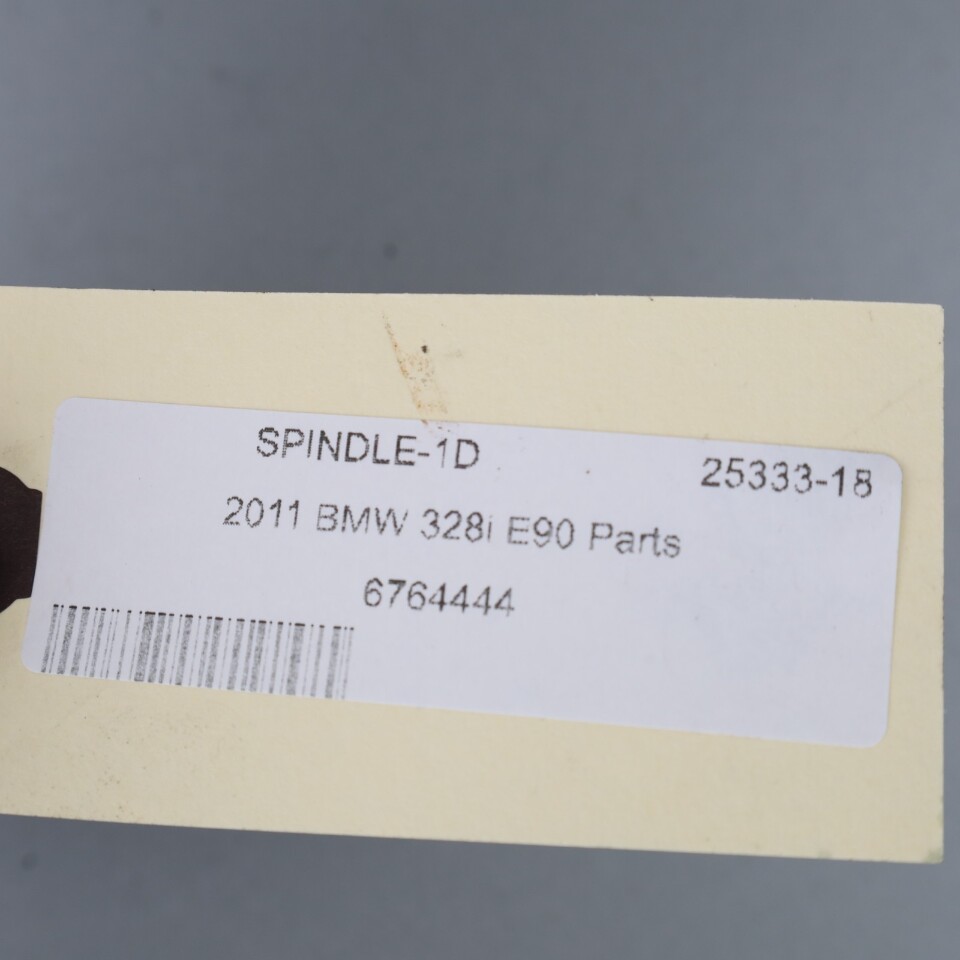 SPINDLE-1D 25333-18
2011 BMW 328i E90 Parts
6764444